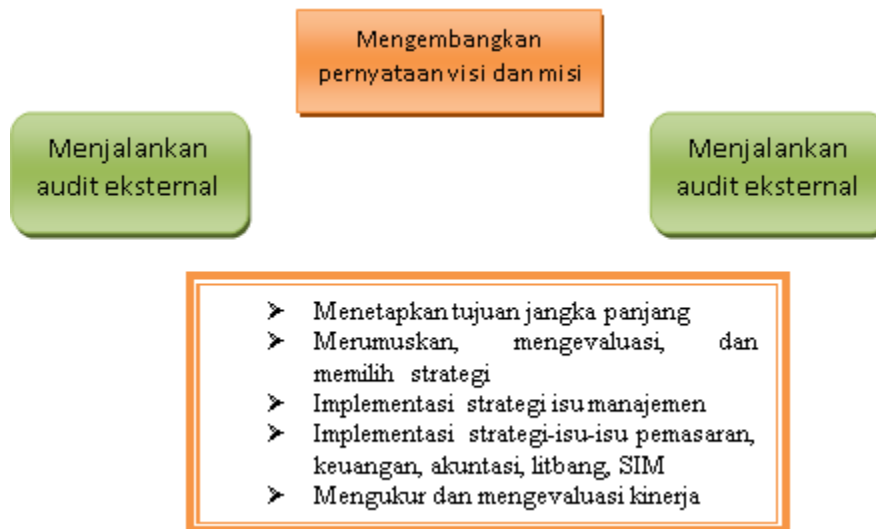 Mengembangkan
pernyataan visi dan misi
Menjalankan
audit eksternal
Menjalankan
audit eksternal
➤ Menetapkan tujuan jangka panjang
➤ Merumuskan, mengevaluasi, dan
memilih strategi
➤ Implementasi strategi isu manajemen
➤ Implementasi strategi-isu-isu pemasaran,
keuangan, akuntasi, litbang, SIM
➤ Mengukur dan mengevaluasi kinerja